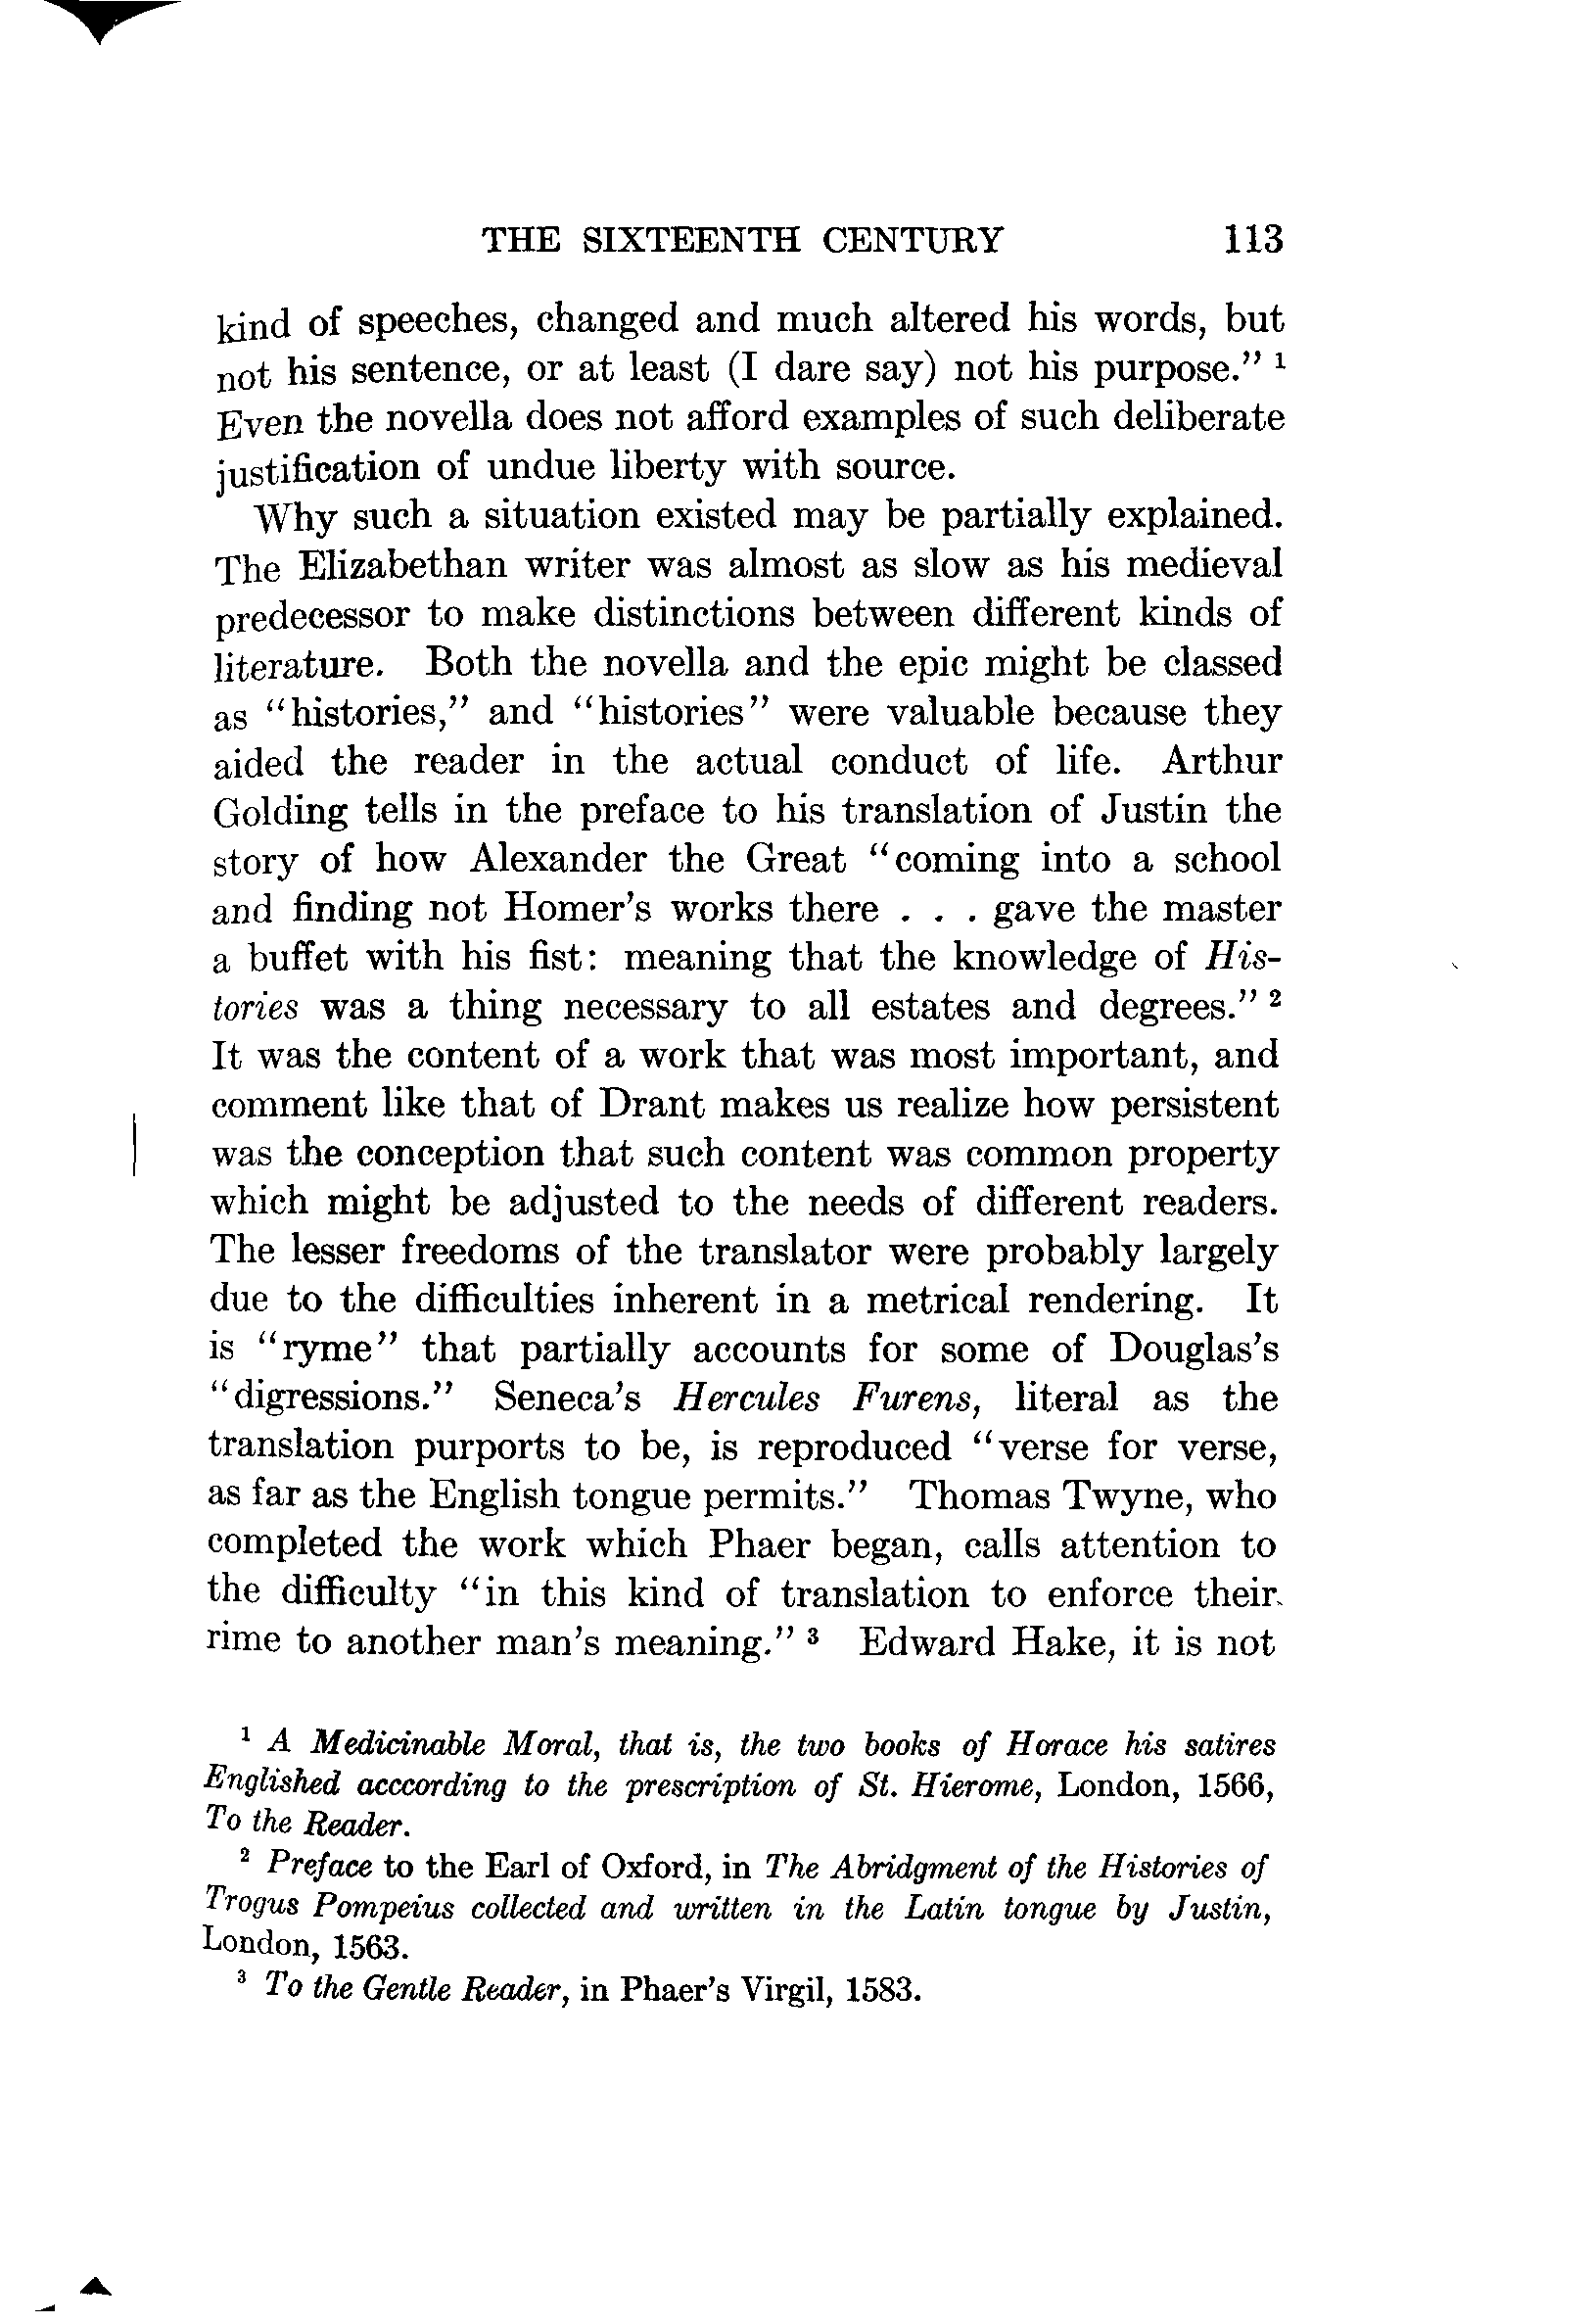 THE SIXTEENTH CENTURY 113
kind of speeches, changed and much altered his words, but
not his sentence, or at least (I dare say) not his purpose.” ¹
Even the novella does not afford examples of such deliberate
justification of undue liberty with source.
Why such a situation existed may be partially explained.
The Elizabethan writer was almost as slow as his medieval
predecessor to make distinctions between different kinds of
literature. Both the novella and the epic might be classed
as “histories,” and “histories” were valuable because they
aided the reader in the actual conduct of life. Arthur
Golding tells in the preface to his translation of Justin the
story of how Alexander the Great “coming into a school
and finding not Homer’s works there . . . gave the master
a buffet with his fist: meaning that the knowledge of His-
tories was a thing necessary to all estates and degrees.” ²
It was the content of a work that was most important, and
comment like that of Drant makes us realize how persistent
was the conception that such content was common property
which might be adjusted to the needs of different readers.
The lesser freedoms of the translator were probably largely
due to the difficulties inherent in a metrical rendering. It
is “ryme” that partially accounts for some of Douglas’s
“digressions.” Seneca’s Hercules Furens, literal as the
translation purports to be, is reproduced “verse for verse,
as far as the English tongue permits.” Thomas Twyne, who
completed the work which Phaer began, calls attention to
the difficulty “in this kind of translation to enforce their
rime to another man’s meaning.” ³ Edward Hake, it is not
¹ A Medicinable Moral, that is, the two books of Horace his satires
Englished acccording to the prescription of St. Hierome, London, 1566,
To the Reader.
² Preface to the Earl of Oxford, in The Abridgment of the Histories of
Trogus Pompeius collected and written in the Latin tongue by Justin,
London, 1563.
³ To the Gentle Reader, in Phaer’s Virgil, 1583.